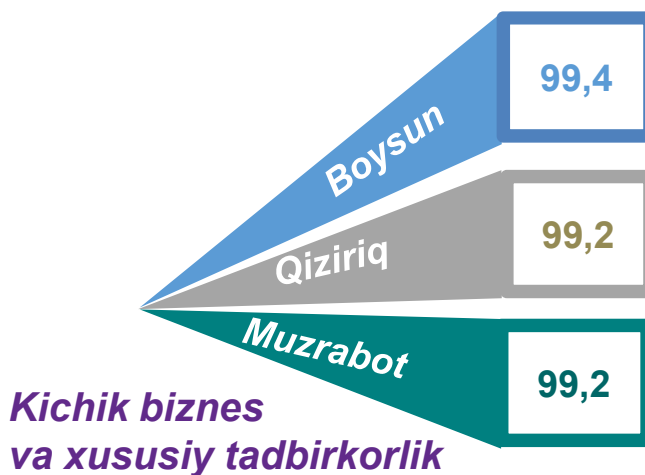 Boysun
99,4
Qiziriq
99,2
Muzrabot
99,2
Kichik biznes
va xususiy tadbirkorlik